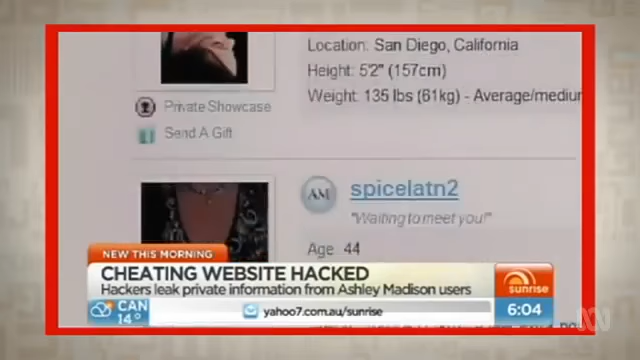 Location: San Diego, California
Height: 5'2" (157cm)
Weight: 135 lbs (61kg) - Average/medium
Private Showcase
Send A Gift
AM
spicelatn2
"Waiting to meet you!"
Age: 44
NEW THIS MORNING
CHEATING WEBSITE HACKED
Hackers leak private information from Ashley Madison users
sunrise
CAN
14°
yahoo7.com.au/sunrise
6:04